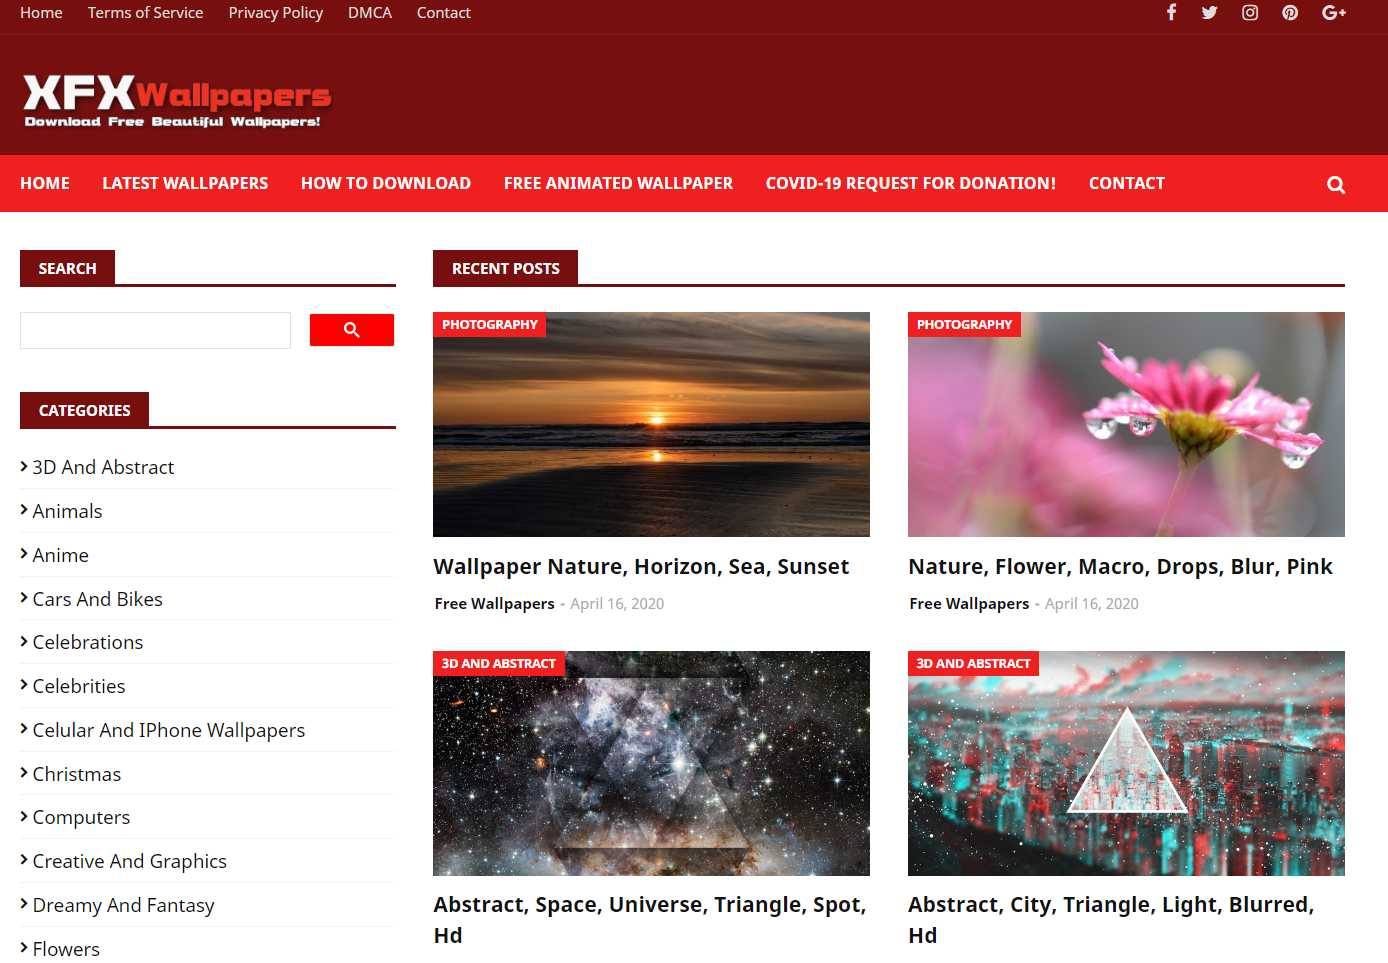 Home Terms of Service Privacy Policy DMCA Contact
XFXWallpapers
Download Free Beautiful Wallpapers!
HOME LATEST WALLPAPERS HOW TO DOWNLOAD FREE ANIMATED WALLPAPER COVID-19 REQUEST FOR DONATION! CONTACT
SEARCH
CATEGORIES
3D And Abstract
Animals
Anime
Cars And Bikes
Celebrations
Celebrities
Celular And IPhone Wallpapers
Christmas
Computers
Creative And Graphics
Dreamy And Fantasy
Flowers
RECENT POSTS
PHOTOGRAPHY
Wallpaper Nature, Horizon, Sea, Sunset
Free Wallpapers - April 16, 2020
PHOTOGRAPHY
Nature, Flower, Macro, Drops, Blur, Pink
Free Wallpapers - April 16, 2020
3D AND ABSTRACT
Abstract, Space, Universe, Triangle, Spot,
Hd
3D AND ABSTRACT
Abstract, City, Triangle, Light, Blurred,
Hd